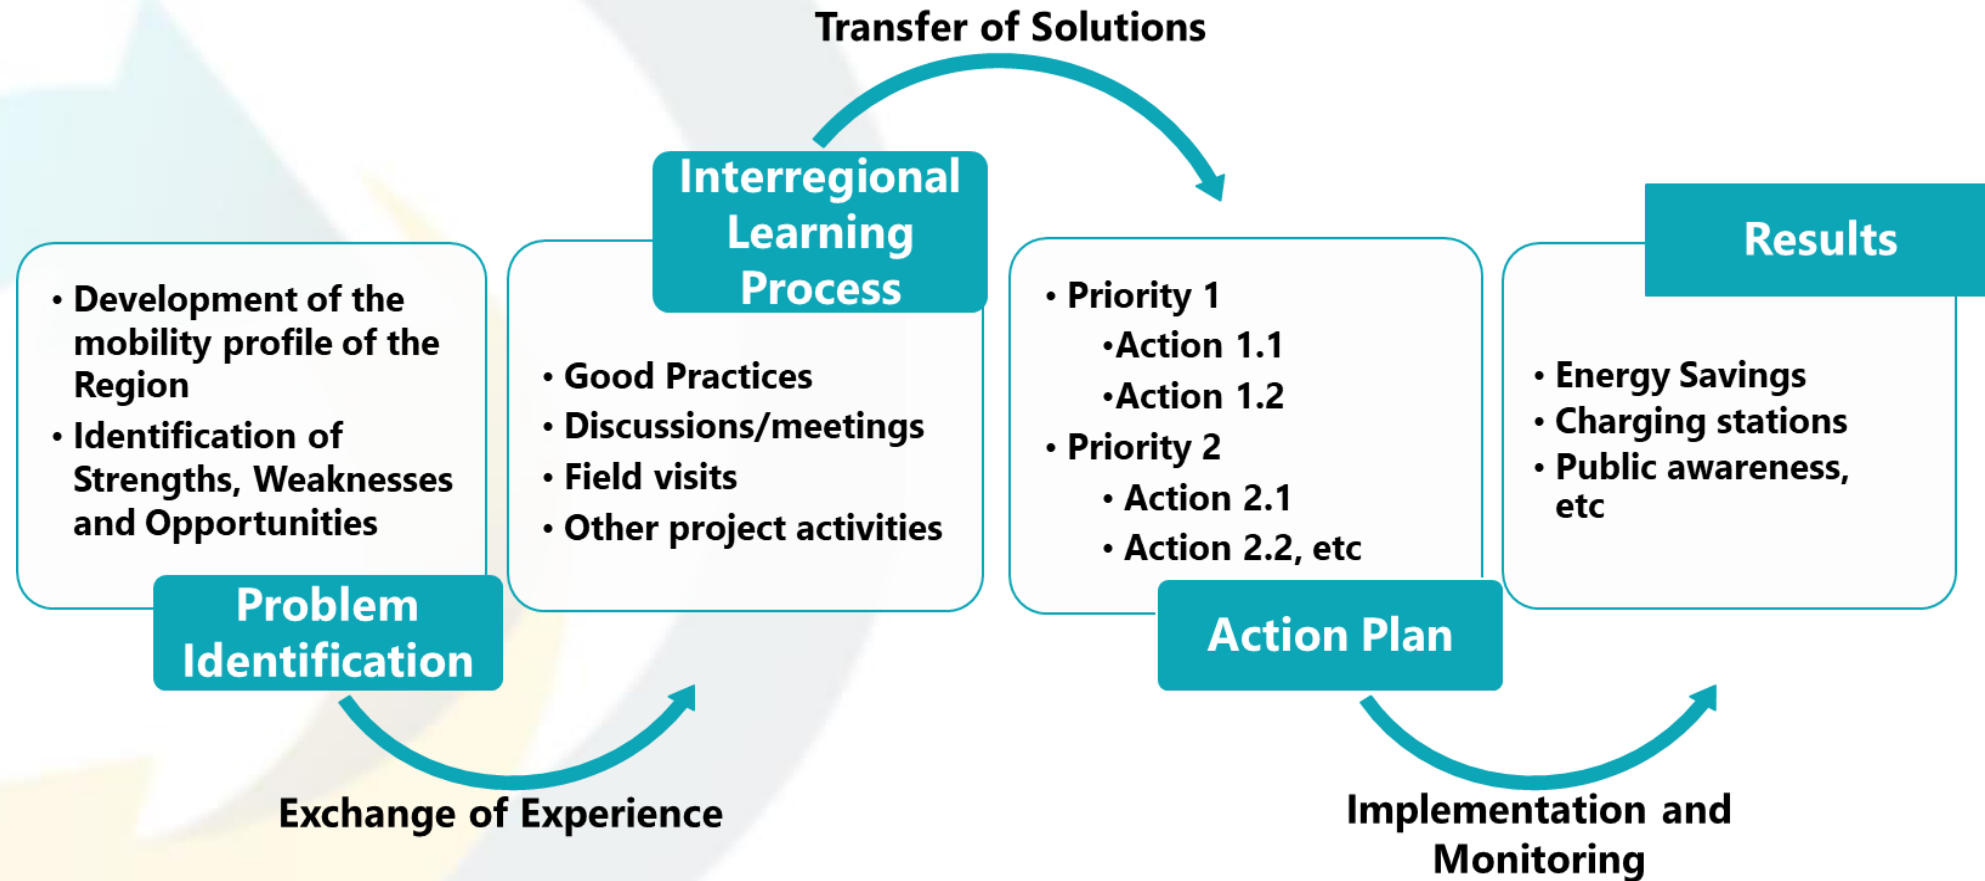 Transfer of Solutions
• Development of the
mobility profile of the
Region
• Identification of
Strengths, Weaknesses
and Opportunities
Problem
Identification
Exchange of Experience
Interregional
Learning
Process
• Good Practices
• Discussions/meetings
• Field visits
• Other project activities
• Priority 1
•Action 1.1
•Action 1.2
• Priority 2
• Action 2.1
• Action 2.2, etc
Action Plan
Implementation and
Monitoring
Results
• Energy Savings
• Charging stations
• Public awareness,
etc